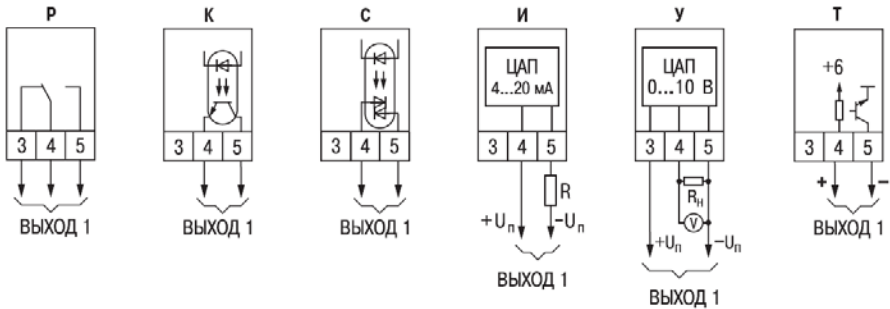 Р К С И У Т
ЦАП
4...20 мА
ЦАП
0...10 В
+6
3 4 5
3 4 5
3 4 5
3 4 5
3 4 5
3 4 5
R
Rн
V
+ –
+Uп –Uп
+Uп –Uп
ВЫХОД 1
ВЫХОД 1
ВЫХОД 1
ВЫХОД 1
ВЫХОД 1
ВЫХОД 1